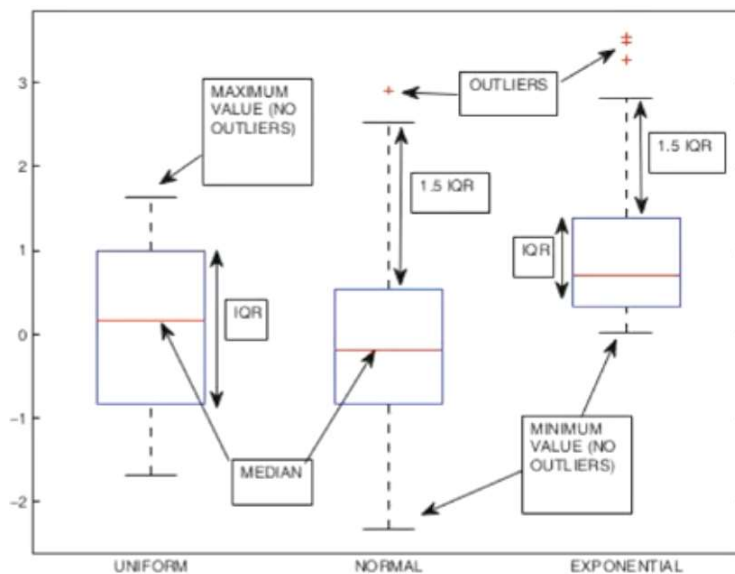 MAXIMUM
VALUE (NO
OUTLIERS)
OUTLIERS
3
2
1
0
−1
−2
1.5 IQR
1.5 IQR
IQR
IQR
MEDIAN
MINIMUM
VALUE (NO
OUTLIERS)
UNIFORM
NORMAL
EXPONENTIAL